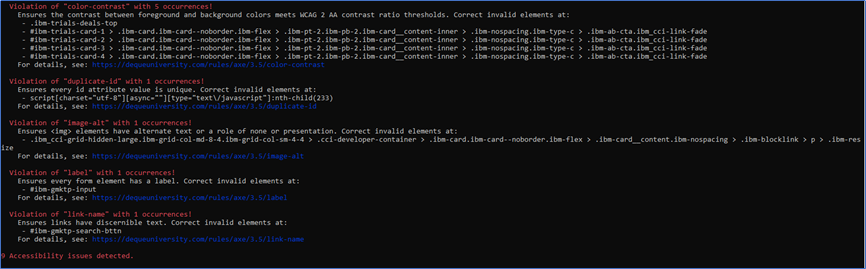 Violation of "color-contrast" with 5 occurrences!
Ensures the contrast between foreground and background colors meets WCAG 2 AA contrast ratio thresholds. Correct invalid elements at:
- .ibm-trials-deals-top
- #ibm-trials-card-1 > .ibm-card.ibm-card--noborder.ibm-flex > .ibm-pt-2.ibm-pb-2.ibm-card__content-inner > .ibm-nospacing.ibm-type-c > .ibm-ab-cta.ibm_cci-link-fade
- #ibm-trials-card-2 > .ibm-card.ibm-card--noborder.ibm-flex > .ibm-pt-2.ibm-pb-2.ibm-card__content-inner > .ibm-nospacing.ibm-type-c > .ibm-ab-cta.ibm_cci-link-fade
- #ibm-trials-card-3 > .ibm-card.ibm-card--noborder.ibm-flex > .ibm-pt-2.ibm-pb-2.ibm-card__content-inner > .ibm-nospacing.ibm-type-c > .ibm-ab-cta.ibm_cci-link-fade
- #ibm-trials-card-4 > .ibm-card.ibm-card--noborder.ibm-flex > .ibm-pt-2.ibm-pb-2.ibm-card__content-inner > .ibm-nospacing.ibm-type-c > .ibm-ab-cta.ibm_cci-link-fade
For details, see: https://dequeuniversity.com/rules/axe/3.5/color-contrast
Violation of "duplicate-id" with 1 occurrences!
Ensures every id attribute value is unique. Correct invalid elements at:
- script[charset="utf-8"][async=""][type="text\/javascript"]:nth-child(233)
For details, see: https://dequeuniversity.com/rules/axe/3.5/duplicate-id
Violation of "image-alt" with 1 occurrences!
Ensures <img> elements have alternate text or a role of none or presentation. Correct invalid elements at:
- .ibm_cci-grid-hidden-large.ibm-grid-col-md-8-4.ibm-grid-col-sm-4-4 > .cci-developer-container > .ibm-card.ibm-card--noborder.ibm-flex > .ibm-card__content.ibm-nospacing > .ibm-blocklink > p > .ibm-res
ize
For details, see: https://dequeuniversity.com/rules/axe/3.5/image-alt
Violation of "label" with 1 occurrences!
Ensures every form element has a label. Correct invalid elements at:
- #ibm-gmktp-input
For details, see: https://dequeuniversity.com/rules/axe/3.5/label
Violation of "link-name" with 1 occurrences!
Ensures links have discernible text. Correct invalid elements at:
- #ibm-gmktp-search-bttn
For details, see: https://dequeuniversity.com/rules/axe/3.5/link-name
9 Accessibility issues detected.